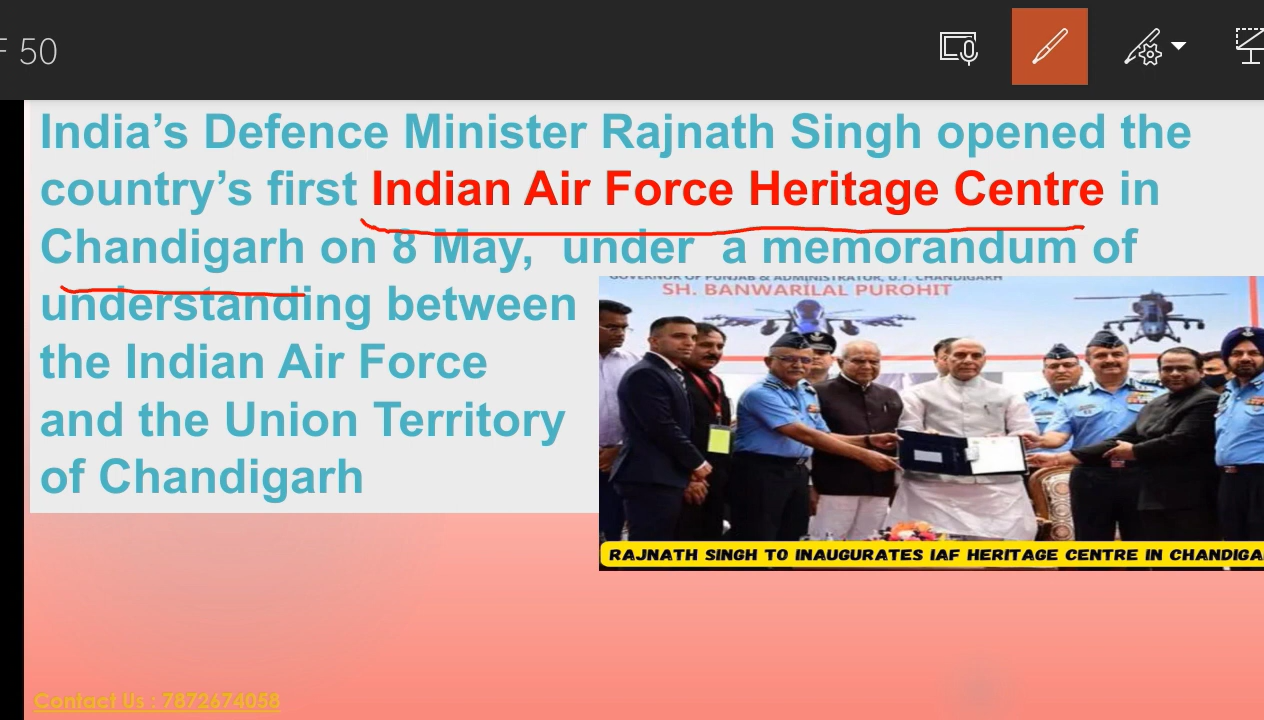 50
India’s Defence Minister Rajnath Singh opened the
country’s first Indian Air Force Heritage Centre in
Chandigarh on 8 May, under a memorandum of
understanding between
the Indian Air Force
and the Union Territory
of Chandigarh
GOVERNOR OF PUNJAB & ADMINISTRATOR, U.T. CHANDIGARH
SH. BANWARILAL PUROHIT
RAJNATH SINGH TO INAUGURATES IAF HERITAGE CENTRE IN
Contact Us : 7872674058